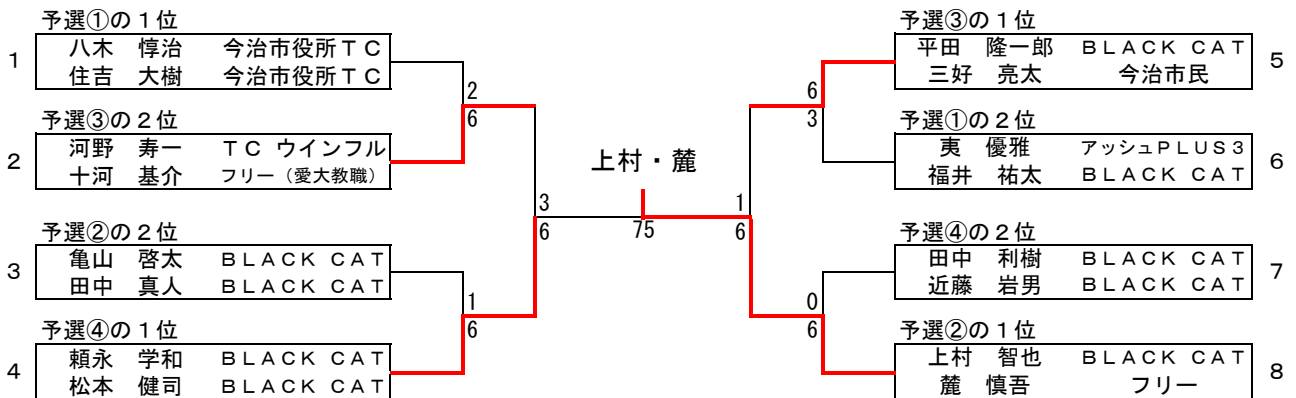 予選①の1位
1 八木 惇治 今治市役所TC
住吉 大樹 今治市役所TC
予選③の2位
2 河野 寿一 TC ウインフル
十河 基介 フリー（愛大教職）
予選②の2位
3 亀山 啓太 BLACK CAT
田中 真人 BLACK CAT
予選④の1位
4 頼永 学和 BLACK CAT
松本 健司 BLACK CAT
2
6
1
6
3
6
上村・麓
75
1
6
6
3
0
6
予選③の1位
平田 隆一郎 BLACK CAT 5
三好 亮太 今治市民
予選①の2位
夷 優雅 アッシュPLUS3 6
福井 祐太 BLACK CAT
予選④の2位
田中 利樹 BLACK CAT 7
近藤 岩男 BLACK CAT
予選②の1位
上村 智也 BLACK CAT 8
麓 慎吾 フリー